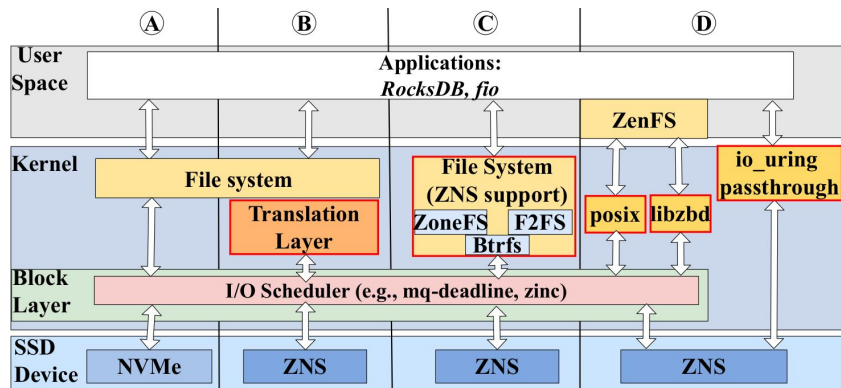 Ⓐ Ⓑ Ⓒ Ⓓ
User
Space
Applications:
RocksDB, fio
ZenFS
Kernel
File system
Translation
Layer
File System
(ZNS support)
ZoneFS F2FS
Btrfs
posix libzbd
io_uring
passthrough
Block
Layer
I/O Scheduler (e.g., mq-deadline, zinc)
SSD
Device
NVMe ZNS ZNS ZNS